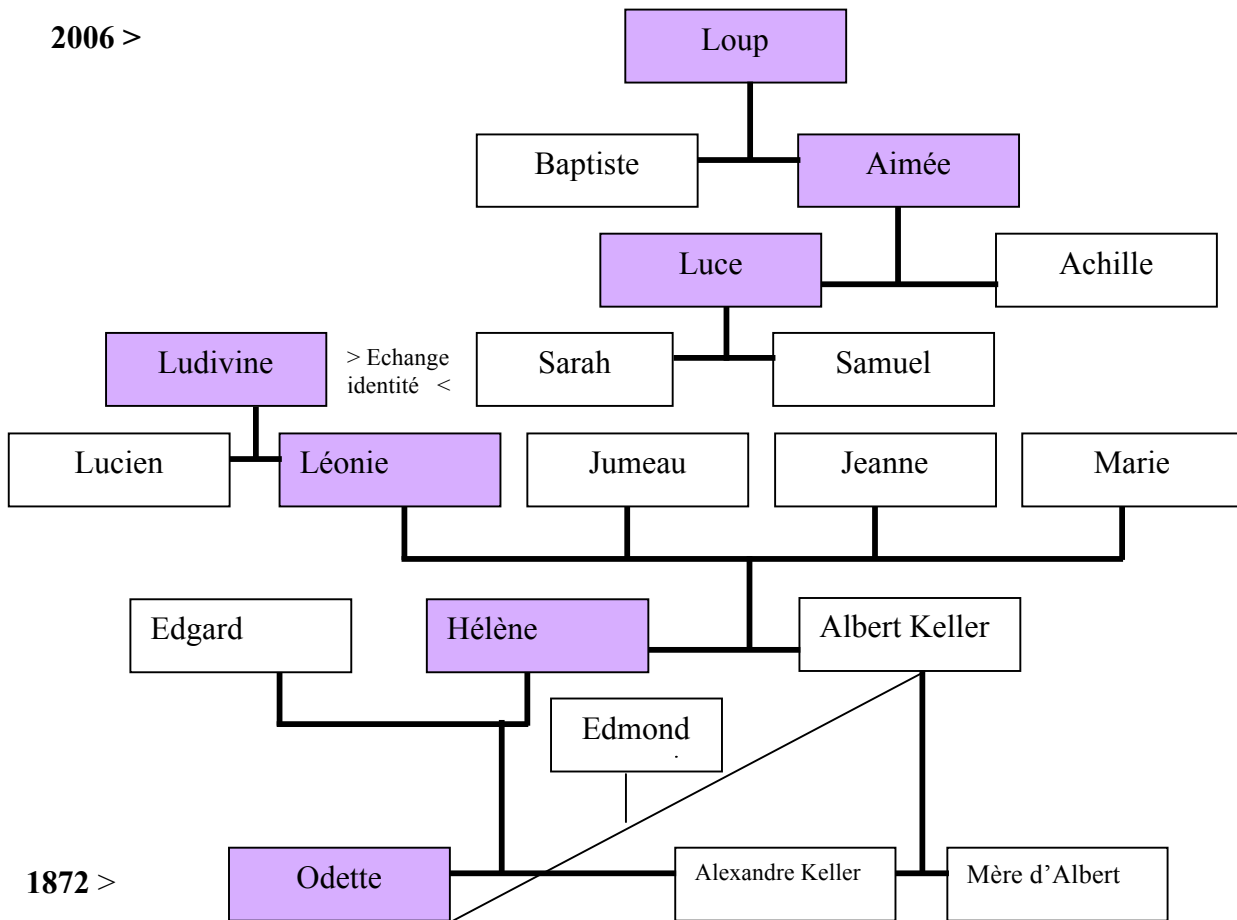 2006 >
Loup
Baptiste
Aimée
Luce
Achille
Ludivine
> Echange
identité <
Sarah
Samuel
Lucien
Léonie
Jumeau
Jeanne
Marie
Edgard
Hélène
Albert Keller
Edmond
.
1872 >
Odette
Alexandre Keller
Mère d’Albert